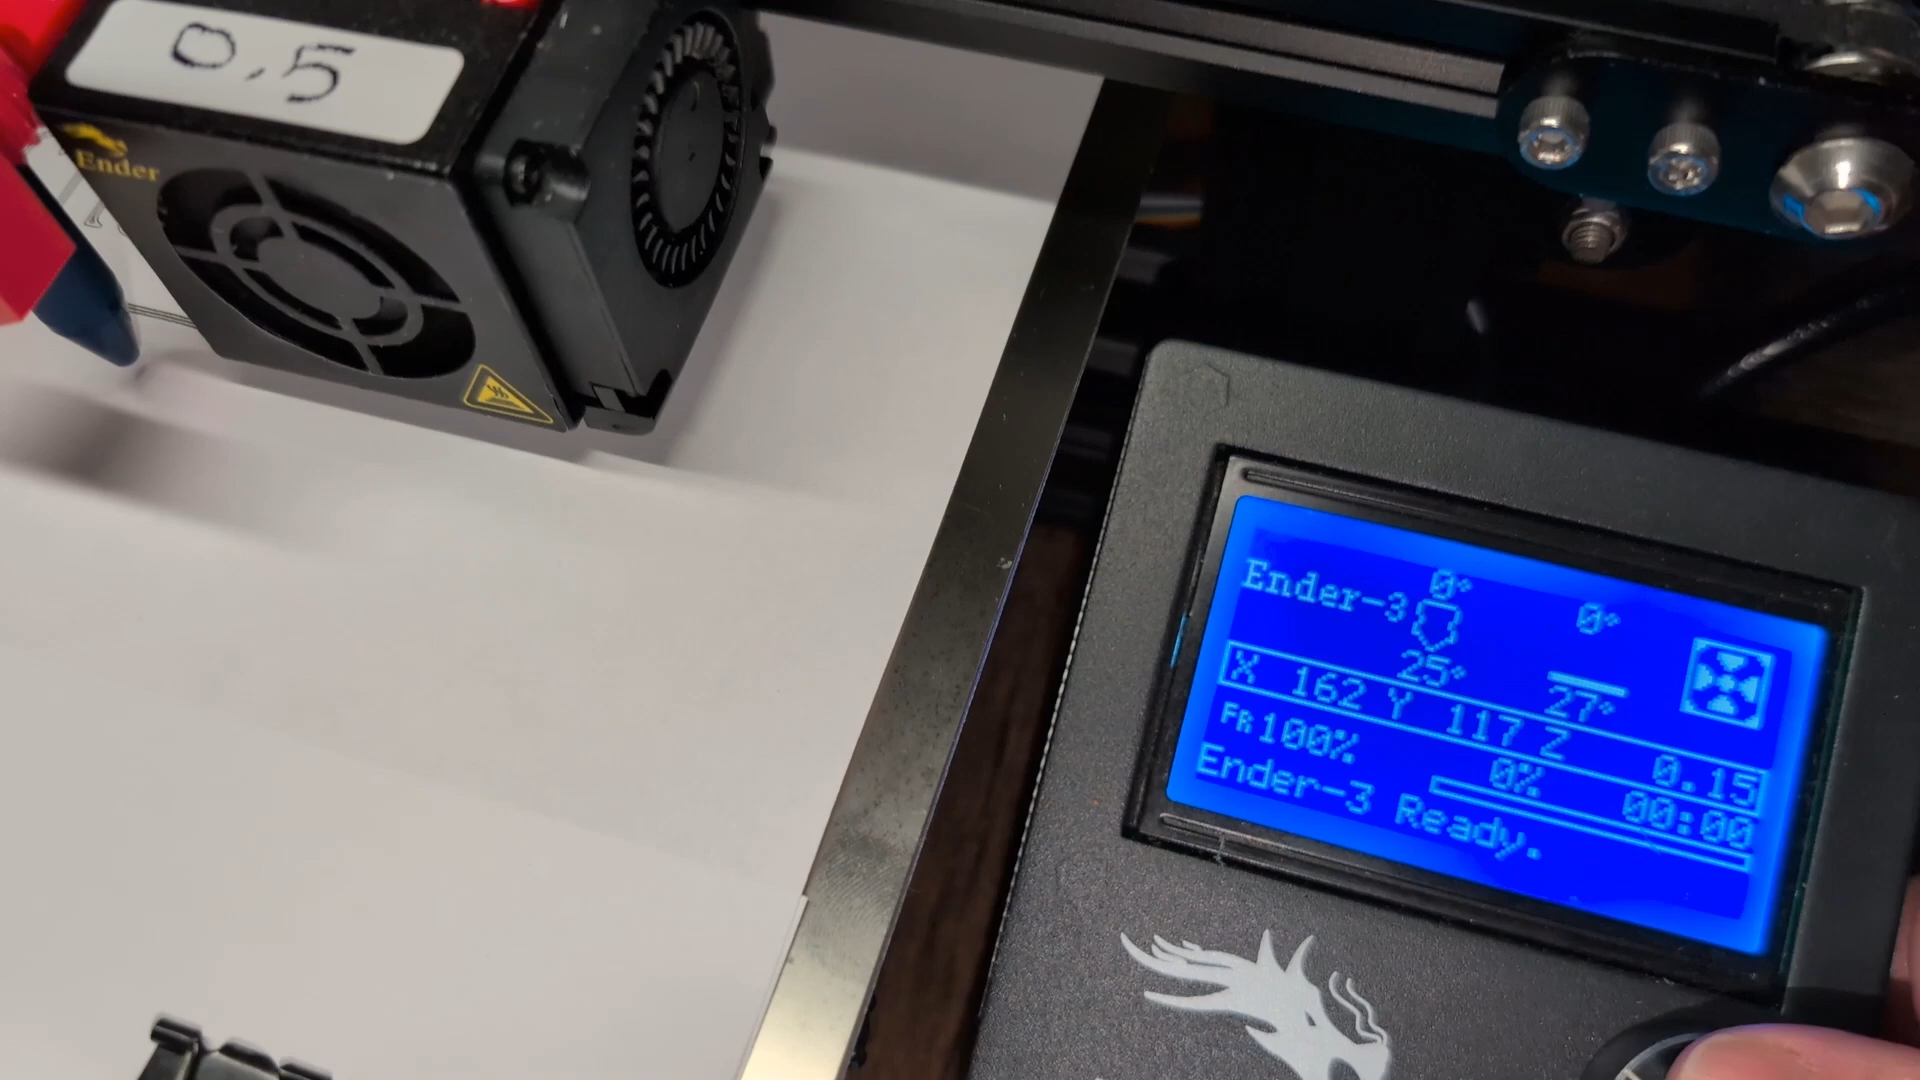 0.5
Ender
Ender-3
0°
0°
25°
27°
X 162 Y 117 Z 0.15
FR 100%
0%
00:00
Ender-3 Ready.